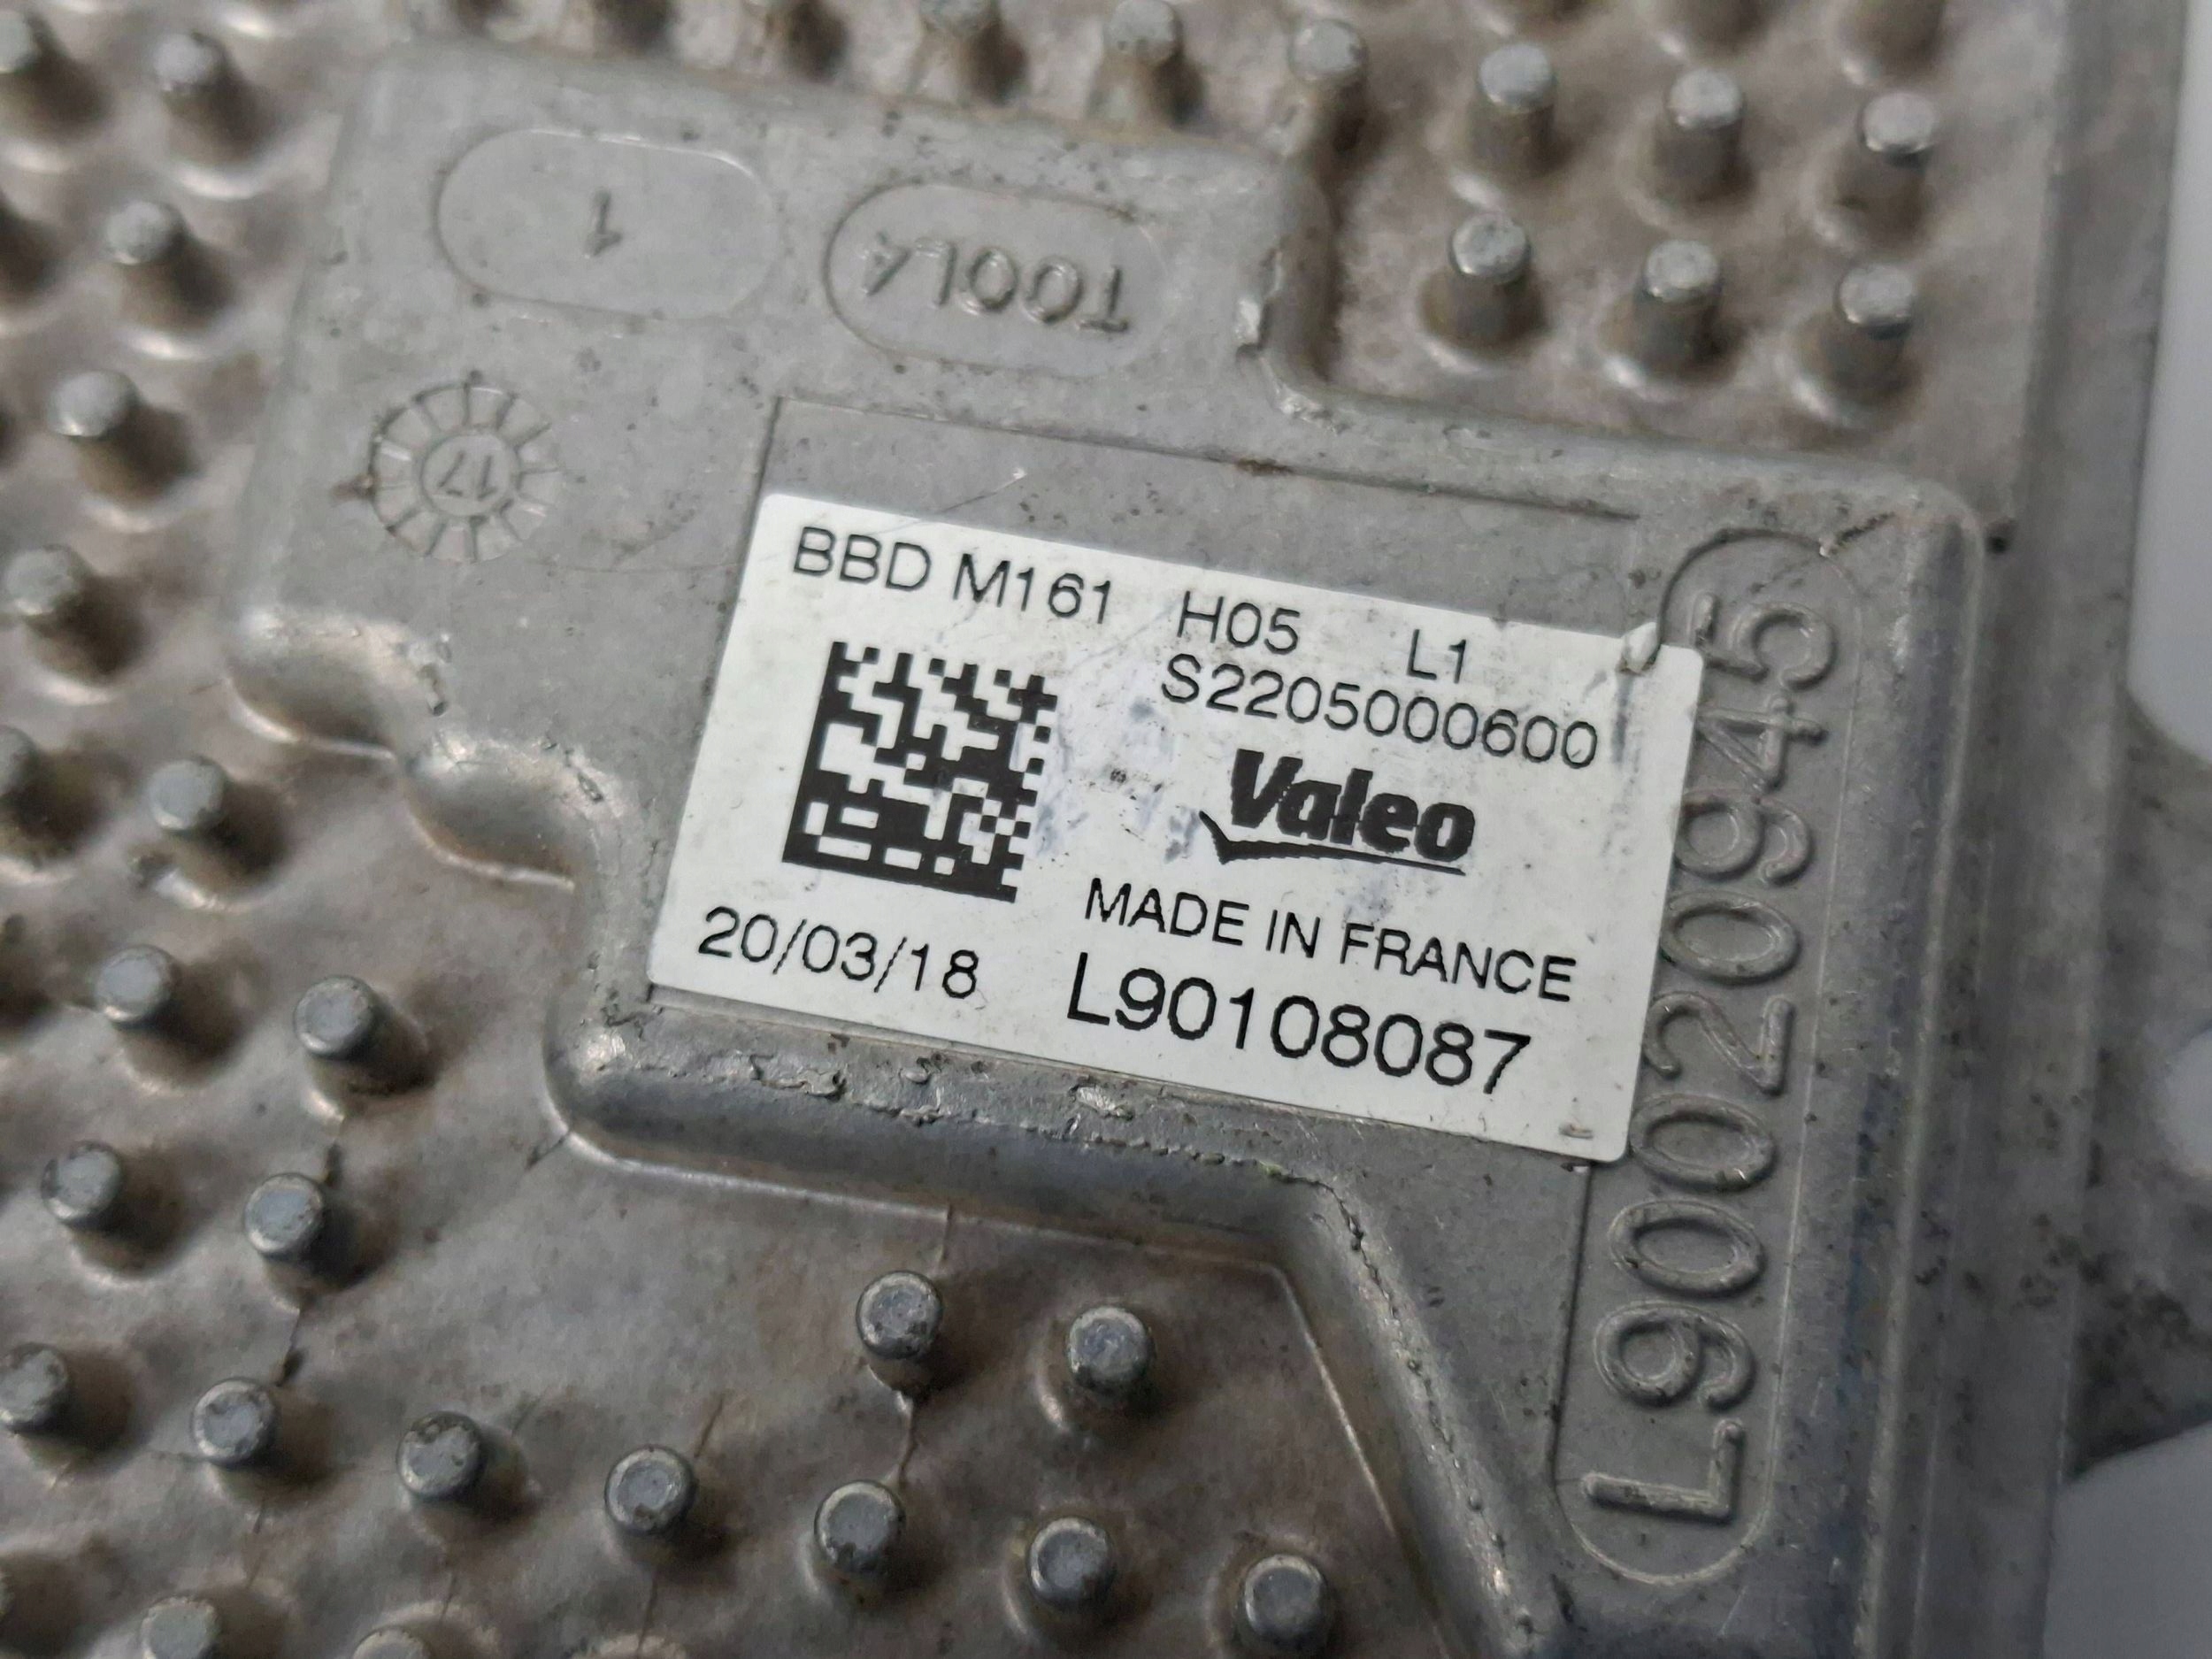 1
TOOL4
17
BBD M161 H05 L1
S2205000600
Valeo
MADE IN FRANCE
20/03/18 L90108087
L90020945